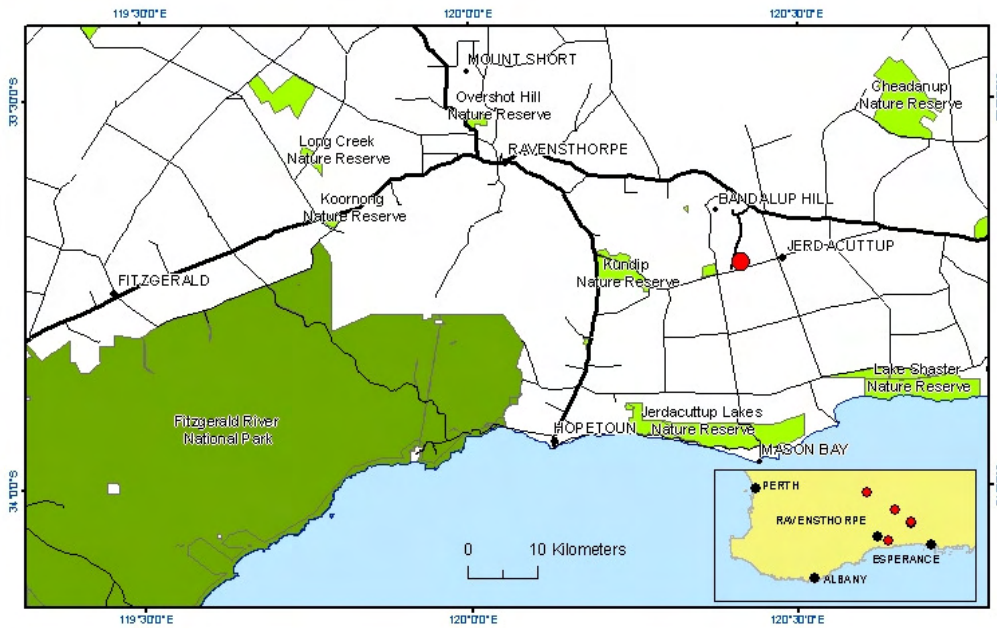 119°30'0"E
120°0'0"E
120°30'0"E
33°30'0"S
MOUNT SHORT
Overshot Hill
Nature Reserve
Cheadanup
Nature Reserve
Long Creek
Nature Reserve
RAVENSTHORPE
Koornong
Nature Reserve
BANDALUP HILL
JERDACUTTUP
Kundip
Nature Reserve
FITZGERALD
Lake Shaster
Nature Reserve
Fitzgerald River
National Park
Jerdacuttup Lakes
Nature Reserve
HOPETOUN
MASON BAY
34°0'0"S
0 10 Kilometers
PERTH
RAVENSTHORPE
ESPERANCE
ALBANY
119°30'0"E
120°0'0"E
120°30'0"E